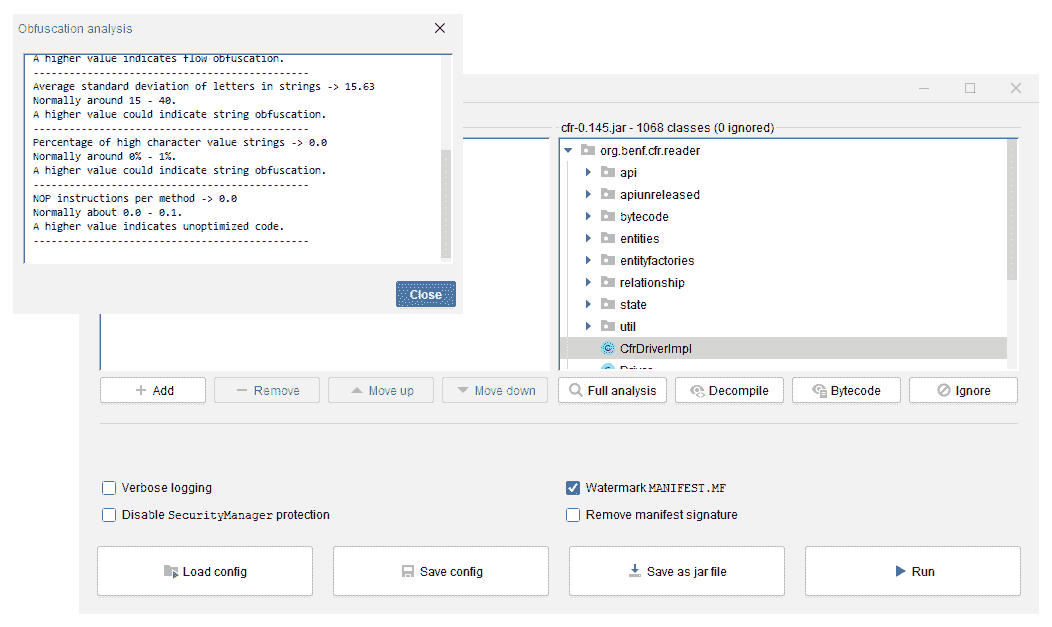 Obfuscation analysis
A higher value indicates flow obfuscation.
----------------------------------------------
Average standard deviation of letters in strings -> 15.63
Normally around 15 - 40.
A higher value could indicate string obfuscation.
----------------------------------------------
Percentage of high character value strings -> 0.0
Normally around 0% - 1%.
A higher value could indicate string obfuscation.
----------------------------------------------
NOP instructions per method -> 0.0
Normally about 0.0 - 0.1.
A higher value indicates unoptimized code.
----------------------------------------------
Close
cfr-0.145.jar - 1068 classes (0 ignored)
org.benf.cfr.reader
api
apiunreleased
bytecode
entities
entityfactories
relationship
state
util
CfrDriverImpl
Add
Remove
Move up
Move down
Full analysis
Decompile
Bytecode
Ignore
Verbose logging
Watermark MANIFEST.MF
Disable SecurityManager protection
Remove manifest signature
Load config
Save config
Save as jar file
Run